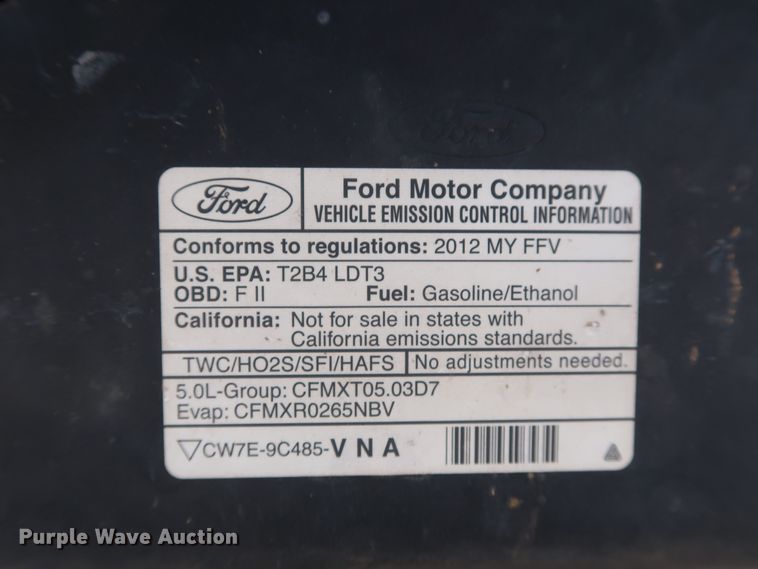 Ford
Ford
Ford Motor Company
VEHICLE EMISSION CONTROL INFORMATION
Conforms to regulations: 2012 MY FFV
U.S. EPA: T2B4 LDT3
OBD: F II Fuel: Gasoline/Ethanol
California: Not for sale in states with
California emissions standards.
TWC/HO2S/SFI/HAFS No adjustments needed.
5.0L-Group: CFMXT05.03D7
Evap: CFMXR0265NBV
CW7E-9C485-VNA
Purple Wave Auction